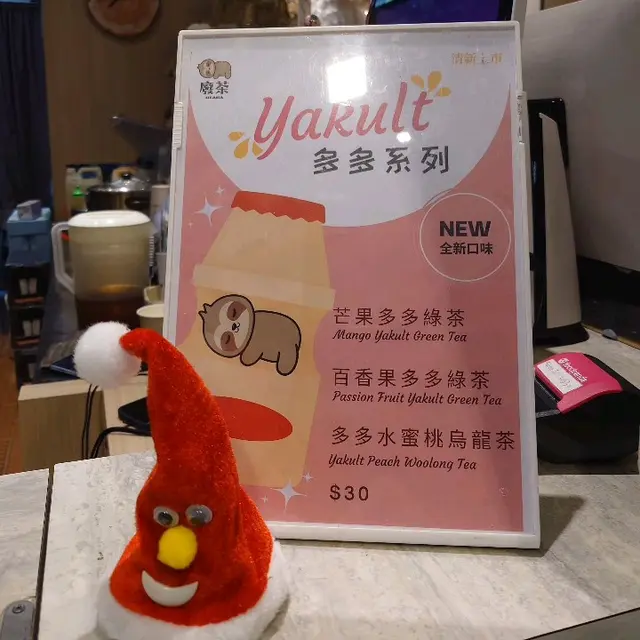 廢茶
清新上市
Yakult
多多系列
NEW
全新口味
芒果多多綠茶
Mango Yakult Green Tea
百香果多多綠茶
Passion Fruit Yakult Green Tea
多多水蜜桃烏龍茶
Yakult Peach Woolong Tea
$30
foodpanda